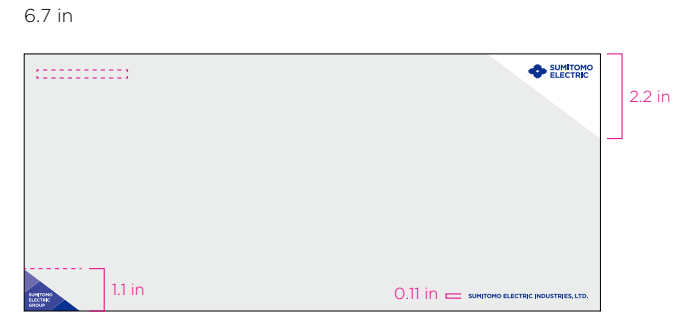 6.7 in
SUMITOMO
ELECTRIC
2.2 in
1.1 in
SUMITOMO
ELECTRIC
GROUP
0.11 in
SUMITOMO ELECTRIC INDUSTRIES, LTD.